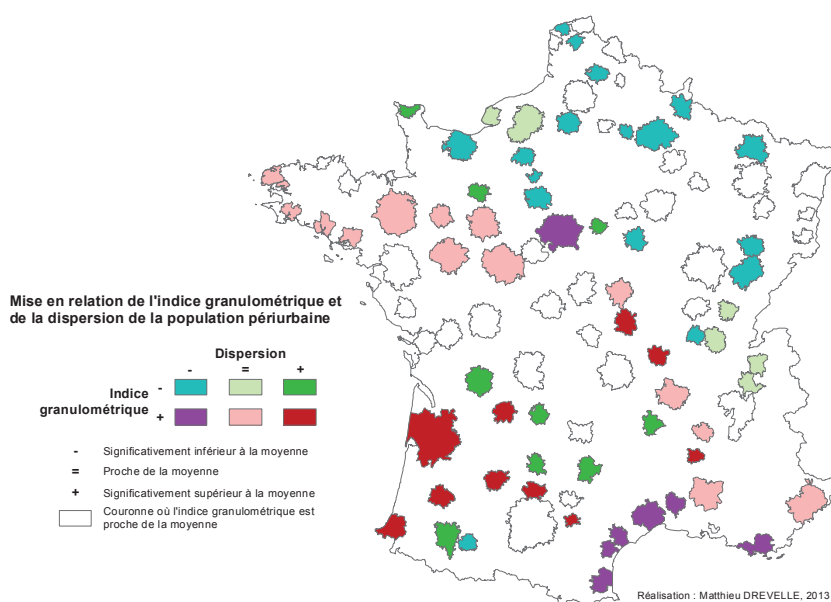 Mise en relation de l'indice granulométrique et
de la dispersion de la population périurbaine
Dispersion
- = +
Indice
granulométrique
-
+
- Significativement inférieur à la moyenne
= Proche de la moyenne
+ Significativement supérieur à la moyenne
Couronne où l'indice granulométrique est
proche de la moyenne
Réalisation : Matthieu DREVELLE, 2013